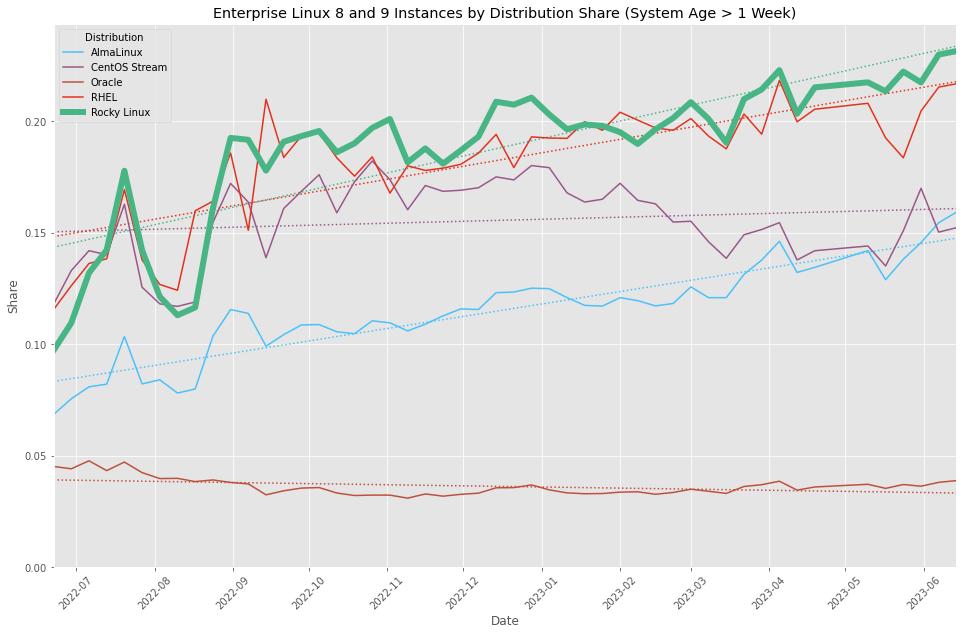 Enterprise Linux 8 and 9 Instances by Distribution Share (System Age > 1 Week)
Distribution
AlmaLinux
CentOS Stream
Oracle
RHEL
Rocky Linux
Share
0.20
0.15
0.10
0.05
0.00
2022-07
2022-08
2022-09
2022-10
2022-11
2022-12
2023-01
2023-02
2023-03
2023-04
2023-05
2023-06
Date